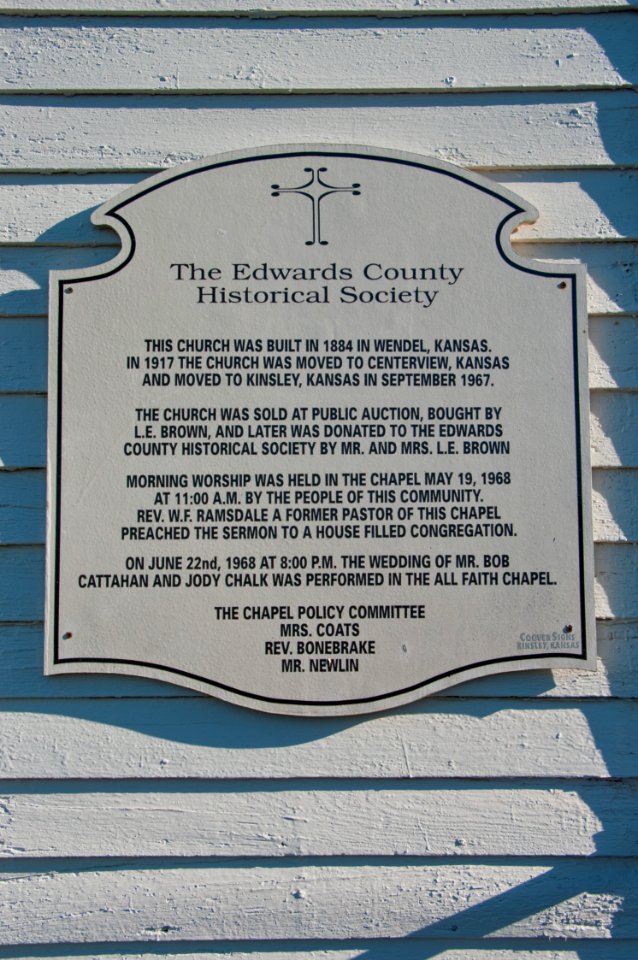 The Edwards County
Historical Society
THIS CHURCH WAS BUILT IN 1884 IN WENDEL, KANSAS.
IN 1917 THE CHURCH WAS MOVED TO CENTERVIEW, KANSAS
AND MOVED TO KINSLEY, KANSAS IN SEPTEMBER 1967.
THE CHURCH WAS SOLD AT PUBLIC AUCTION, BOUGHT BY
L.E. BROWN, AND LATER WAS DONATED TO THE EDWARDS
COUNTY HISTORICAL SOCIETY BY MR. AND MRS. L.E. BROWN
MORNING WORSHIP WAS HELD IN THE CHAPEL MAY 19, 1968
AT 11:00 A.M. BY THE PEOPLE OF THIS COMMUNITY.
REV. W.F. RAMSDALE A FORMER PASTOR OF THIS CHAPEL
PREACHED THE SERMON TO A HOUSE FILLED CONGREGATION.
ON JUNE 22nd, 1968 AT 8:00 P.M. THE WEDDING OF MR. BOB
CATTAHAN AND JODY CHALK WAS PERFORMED IN THE ALL FAITH CHAPEL.
THE CHAPEL POLICY COMMITTEE
MRS. COATS
REV. BONEBRAKE
MR. NEWLIN
COOVER SIGNS
KINSLEY, KANSAS